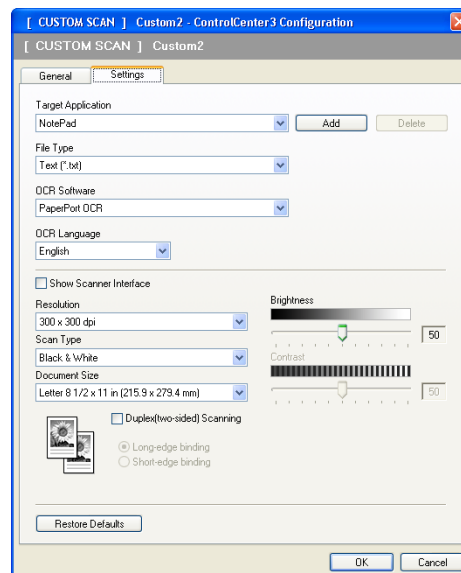 [ CUSTOM SCAN ] Custom2 - ControlCenter3 Configuration
[ CUSTOM SCAN ] Custom2
General Settings
Target Application
NotePad Add Delete
File Type
Text (*.txt)
OCR Software
PaperPort OCR
OCR Language
English
Show Scanner Interface
Resolution Brightness
300 x 300 dpi 50
Scan Type
Black & White Contrast
Document Size
Letter 8 1/2 x 11 in (215.9 x 279.4 mm) 50
Duplex(two-sided) Scanning
Long-edge binding
Short-edge binding
Restore Defaults
OK Cancel